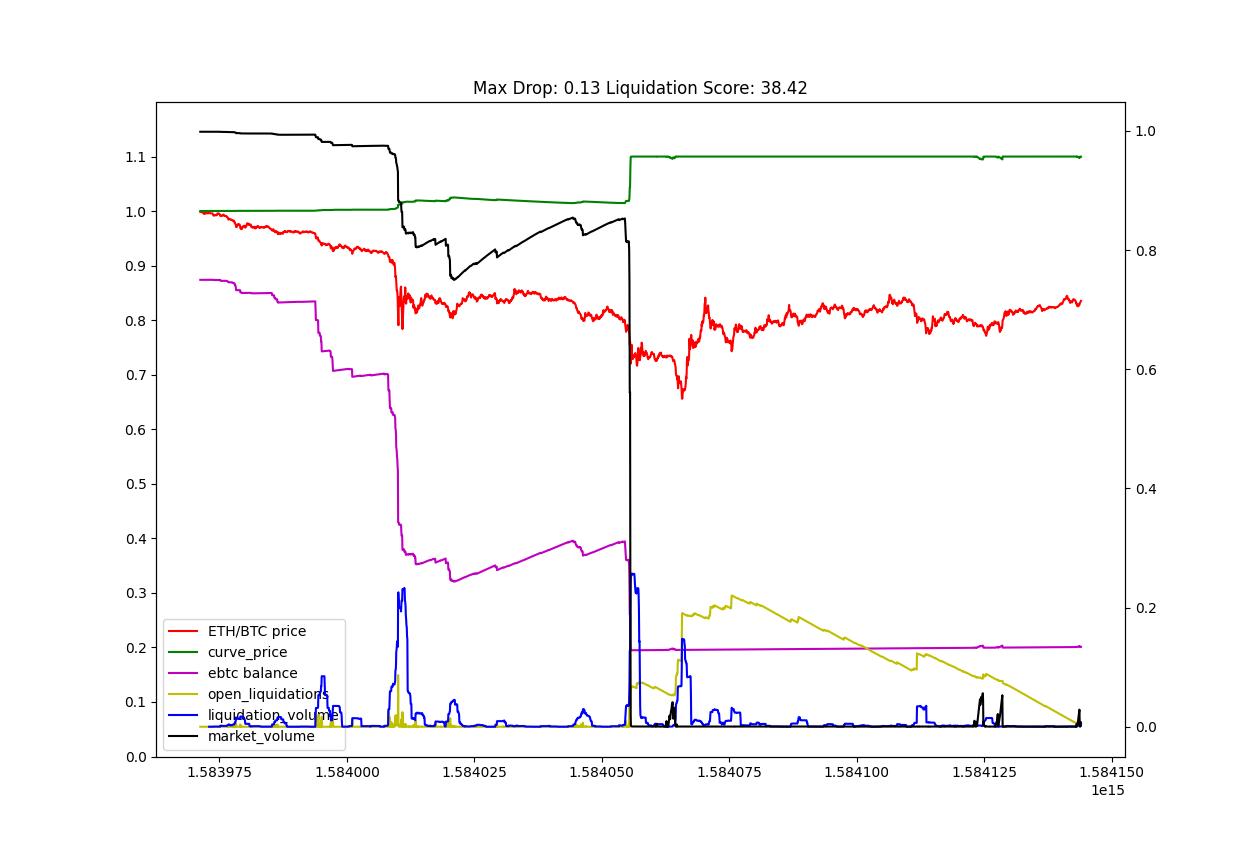 Max Drop: 0.13 Liquidation Score: 38.42
1.1
1.0
0.9
0.8
0.7
0.6
0.5
0.4
0.3
0.2
0.1
0.0
1.0
0.8
0.6
0.4
0.2
0.0
ETH/BTC price
curve_price
ebtc balance
open_liquidations
liquidation_volume
market_volume
1.583975 1.584000 1.584025 1.584050 1.584075 1.584100 1.584125 1.584150
1e15